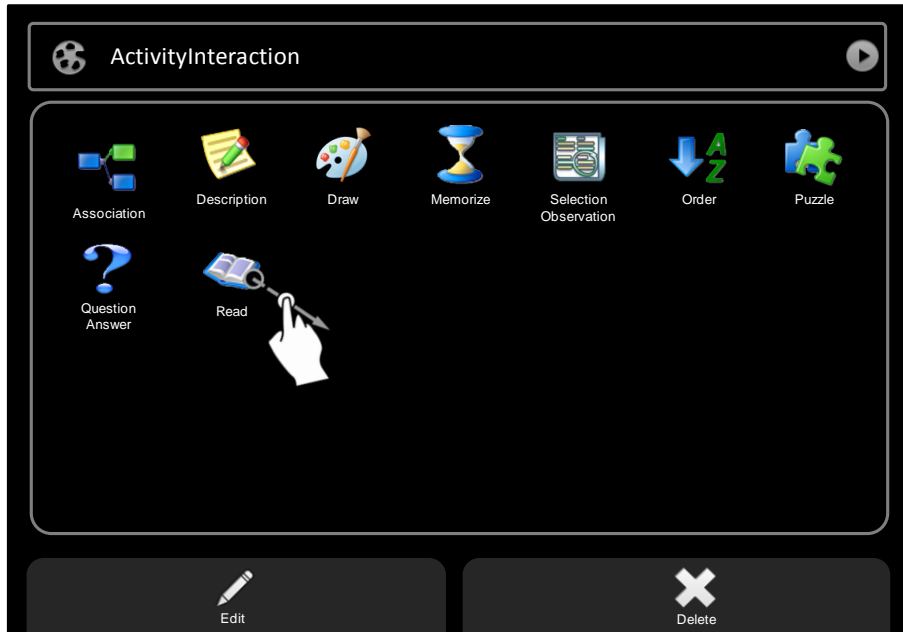 ActivityInteraction
Association
Description
Draw
Memorize
Selection
Observation
Order
A
Z
Puzzle
Question
Answer
Read
Edit
Delete